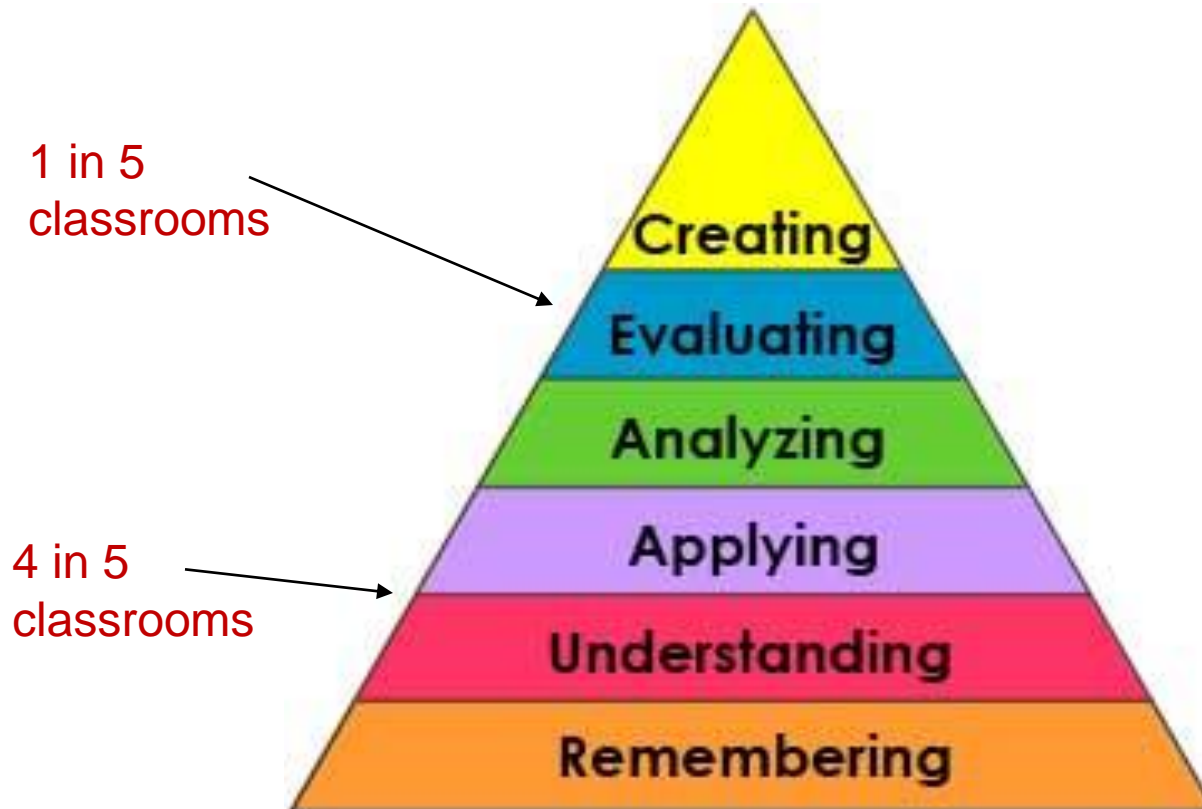 1 in 5
classrooms
Creating
Evaluating
Analyzing
4 in 5
classrooms
Applying
Understanding
Remembering